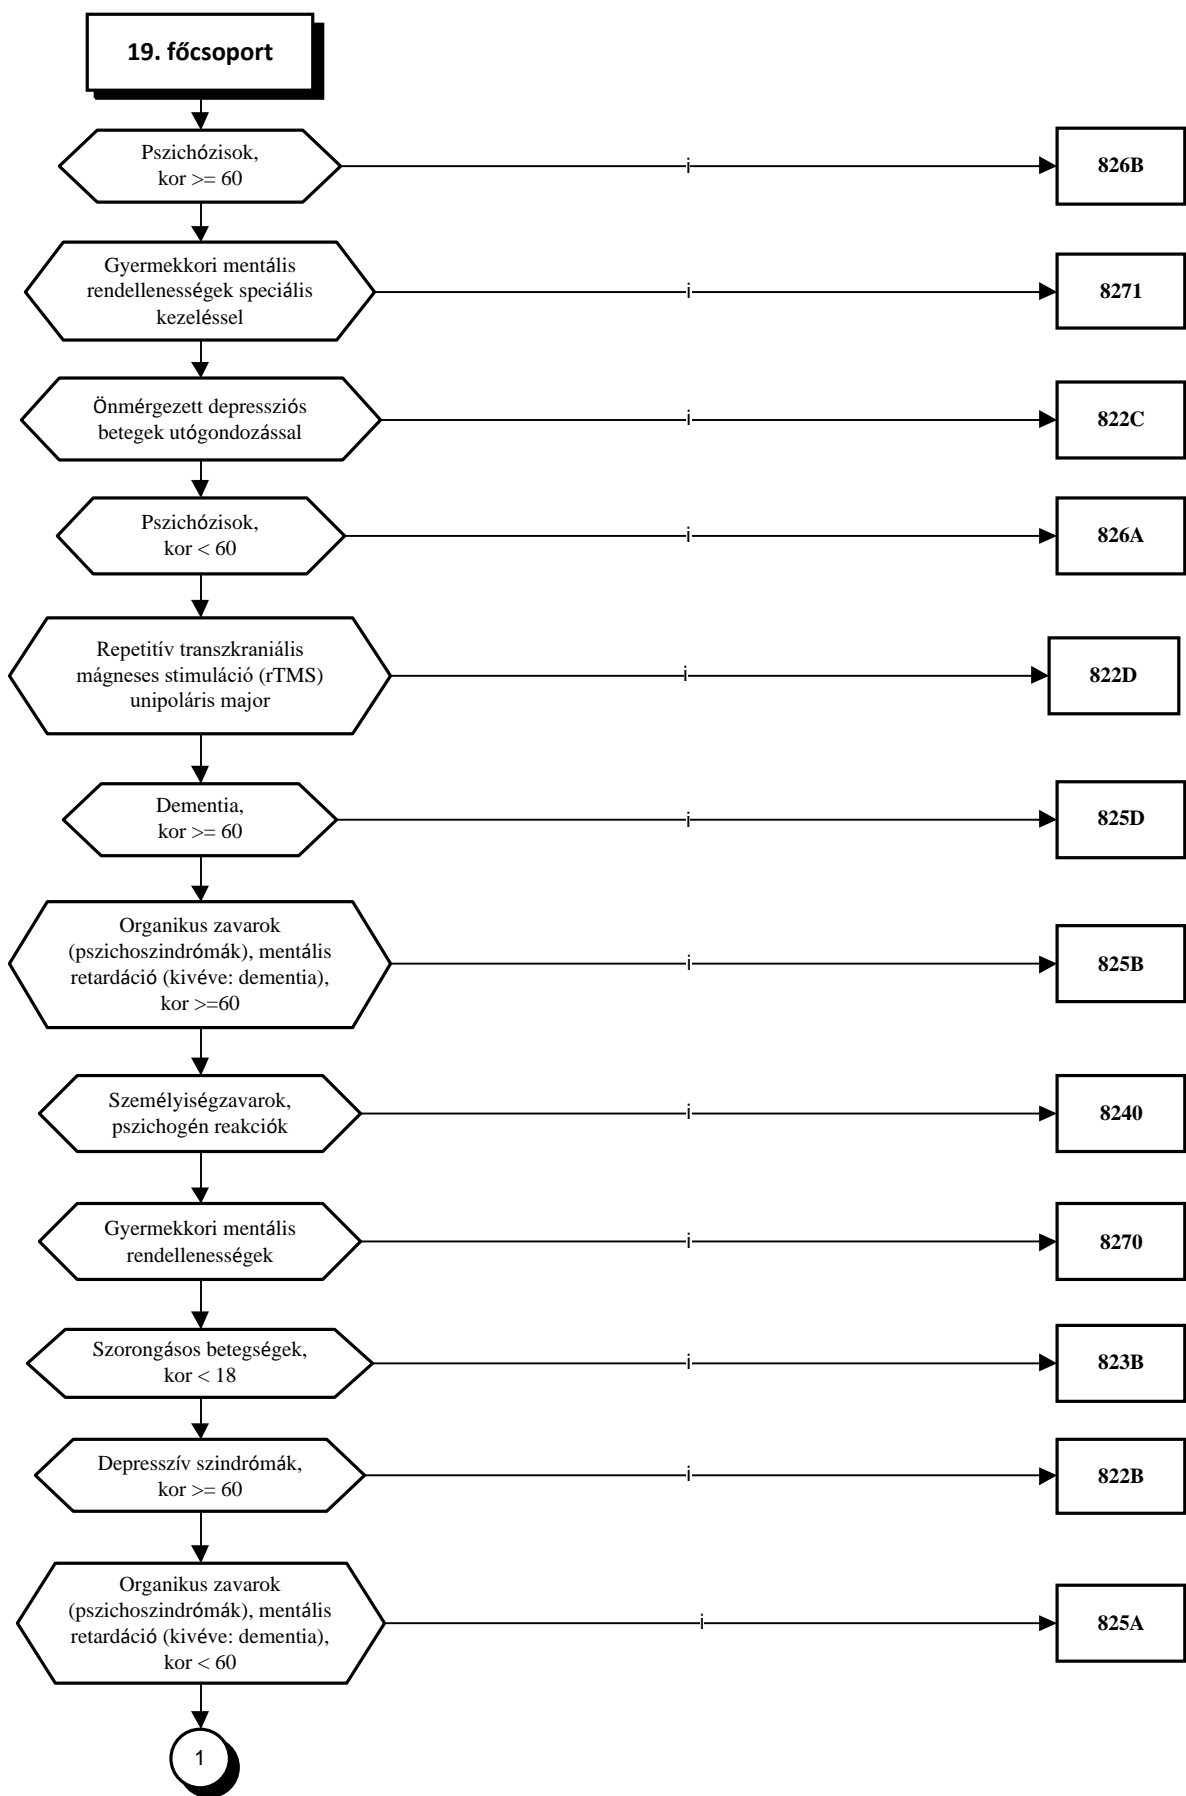 19. főcsoport
Pszichózisok,
kor >= 60
i
826B
Gyermekkori mentális
rendellenességek speciális
kezeléssel
i
8271
Önmérgezett depressziós
betegek utógondozással
i
822C
Pszichózisok,
kor < 60
i
826A
Repetitív transzkraniális
mágneses stimuláció (rTMS)
unipoláris major
i
822D
Dementia,
kor >= 60
i
825D
Organikus zavarok
(pszichoszindrómák), mentális
retardáció (kivéve: dementia),
kor >=60
i
825B
Személyiségzavarok,
pszichogén reakciók
i
8240
Gyermekkori mentális
rendellenességek
i
8270
Szorongásos betegségek,
kor < 18
i
823B
Depresszív szindrómák,
kor >= 60
i
822B
Organikus zavarok
(pszichoszindrómák), mentális
retardáció (kivéve: dementia),
kor < 60
i
825A
1